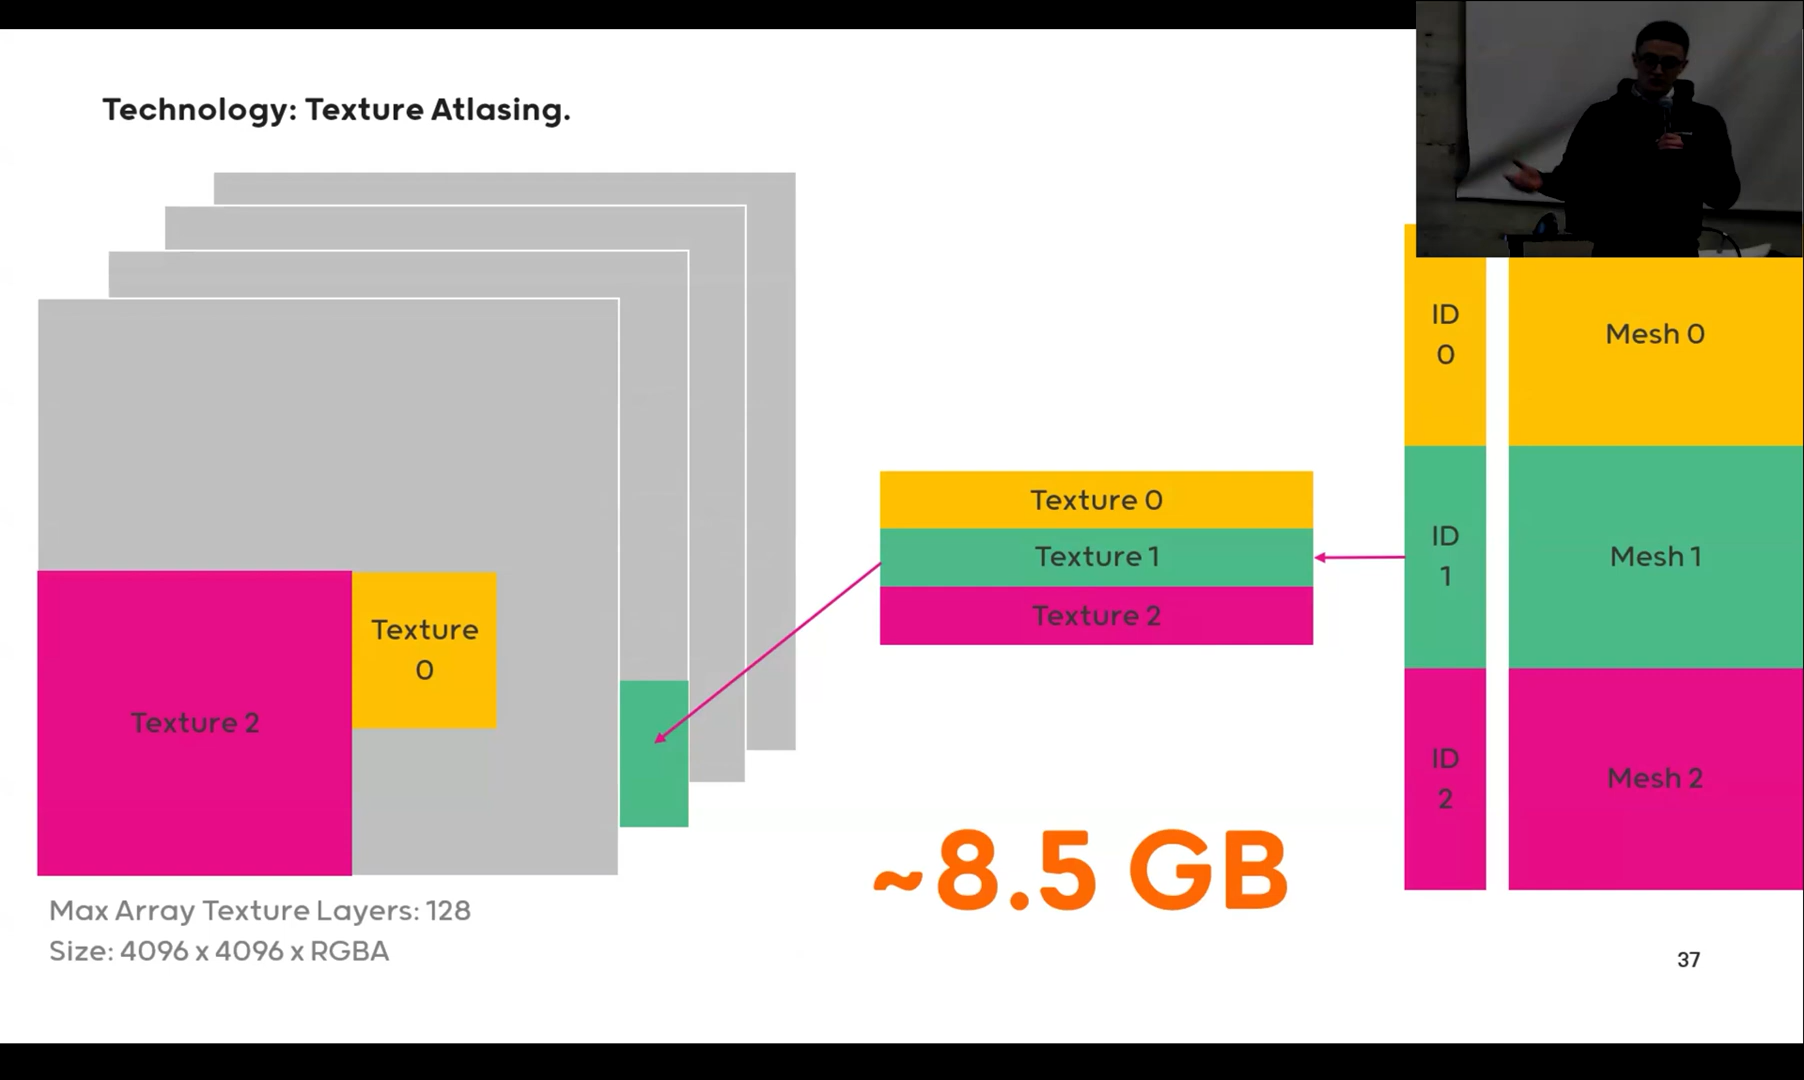 Technology: Texture Atlasing.
Texture
0
Texture 2
Texture 0
Texture 1
Texture 2
ID
0
Mesh 0
ID
1
Mesh 1
ID
2
Mesh 2
~8.5 GB
Max Array Texture Layers: 128
Size: 4096 x 4096 x RGBA
37